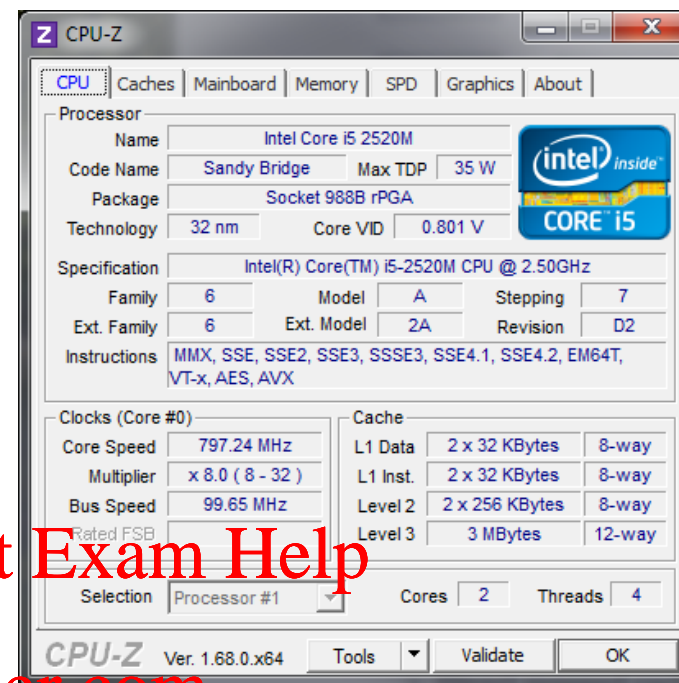 CPU-Z
CPU Caches Mainboard Memory SPD Graphics About
Processor
Name Intel Core i5 2520M
Code Name Sandy Bridge Max TDP 35 W
Package Socket 988B rPGA
Technology 32 nm Core VID 0.801 V
intel inside™
CORE™ i5
Specification Intel(R) Core(TM) i5-2520M CPU @ 2.50GHz
Family 6 Model A Stepping 7
Ext. Family 6 Ext. Model 2A Revision D2
Instructions MMX, SSE, SSE2, SSE3, SSSE3, SSE4.1, SSE4.2, EM64T,
VT-x, AES, AVX
Clocks (Core #0) Cache
Core Speed 797.24 MHz L1 Data 2 x 32 KBytes 8-way
Multiplier x 8.0 ( 8 - 32 ) L1 Inst. 2 x 32 KBytes 8-way
Bus Speed 99.65 MHz Level 2 2 x 256 KBytes 8-way
Rated FSB Level 3 3 MBytes 12-way
t Exam Help
Selection Processor #1 Cores 2 Threads 4
CPU-Z Ver. 1.68.0.x64 Tools Validate OK
er.com